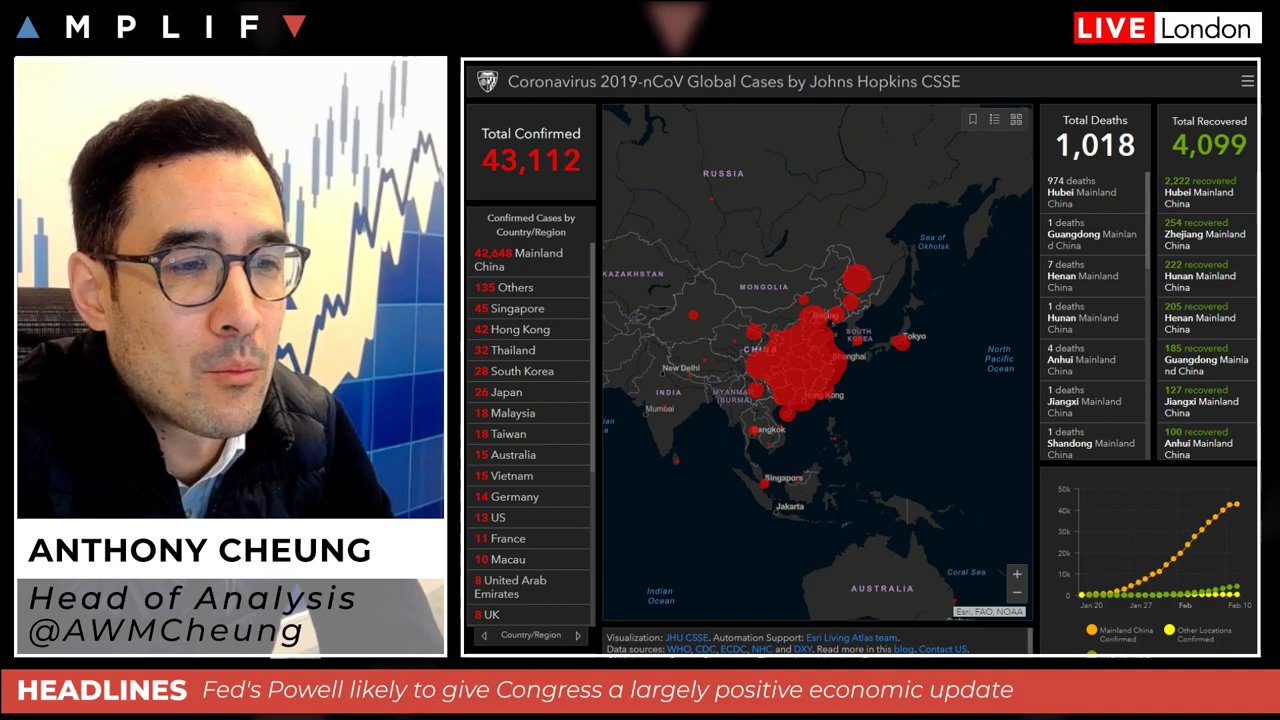 ▲ M P L I F ▼
LIVE London
Coronavirus 2019-nCoV Global Cases by Johns Hopkins CSSE
Total Confirmed
43,112
Confirmed Cases by
Country/Region
42,648 Mainland
China
135 Others
45 Singapore
42 Hong Kong
32 Thailand
28 South Korea
26 Japan
18 Malaysia
18 Taiwan
15 Australia
15 Vietnam
14 Germany
13 US
11 France
10 Macau
8 United Arab
Emirates
8 UK
Country/Region
RUSSIA
Sea of
Okhotsk
KAZAKHSTAN
MONGOLIA
Beijing
SOUTH
KOREA
Tokyo
CHINA
Shanghai
North
Pacific
Ocean
New Delhi
INDIA
MYANMAR
(BURMA)
Hong Kong
Mumbai
Bangkok
Singapore
Jakarta
Indian
Ocean
Coral Sea
AUSTRALIA
+
−
Esri, FAO, NOAA
Total Deaths
1,018
974 deaths
Hubei Mainland
China
1 deaths
Guangdong Mainlan
d China
7 deaths
Henan Mainland
China
1 deaths
Hunan Mainland
China
4 deaths
Anhui Mainland
China
1 deaths
Jiangxi Mainland
China
1 deaths
Shandong Mainland
China
Total Recovered
4,099
2,222 recovered
Hubei Mainland
China
254 recovered
Zhejiang Mainland
China
222 recovered
Hunan Mainland
China
205 recovered
Henan Mainland
China
185 recovered
Guangdong Mainla
nd China
127 recovered
Jiangxi Mainland
China
100 recovered
Anhui Mainland
China
50k
40k
30k
20k
10k
0
Jan 20 Jan 27 Feb Feb 10
Mainland China
Confirmed
Other Locations
Confirmed
Visualization: JHU CSSE. Automation Support: Esri Living Atlas team.
Data sources: WHO, CDC, ECDC, NHC and DXY. Read more in this blog. Contact US.
ANTHONY CHEUNG
Head of Analysis
@AWMCheung
HEADLINES Fed's Powell likely to give Congress a largely positive economic update